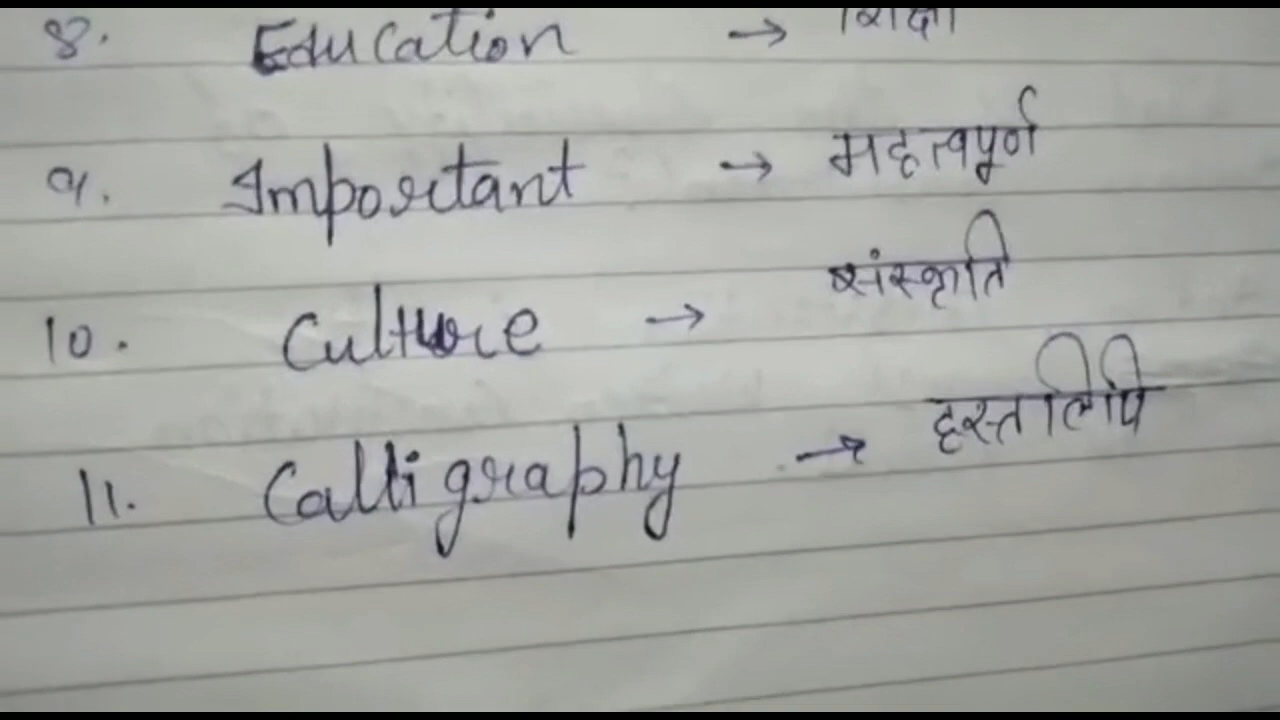 8. Education → शिक्षा
9. Important → महत्वपूर्ण
10. Culture → संस्कृति
11. Calligraphy → हस्तलिपि